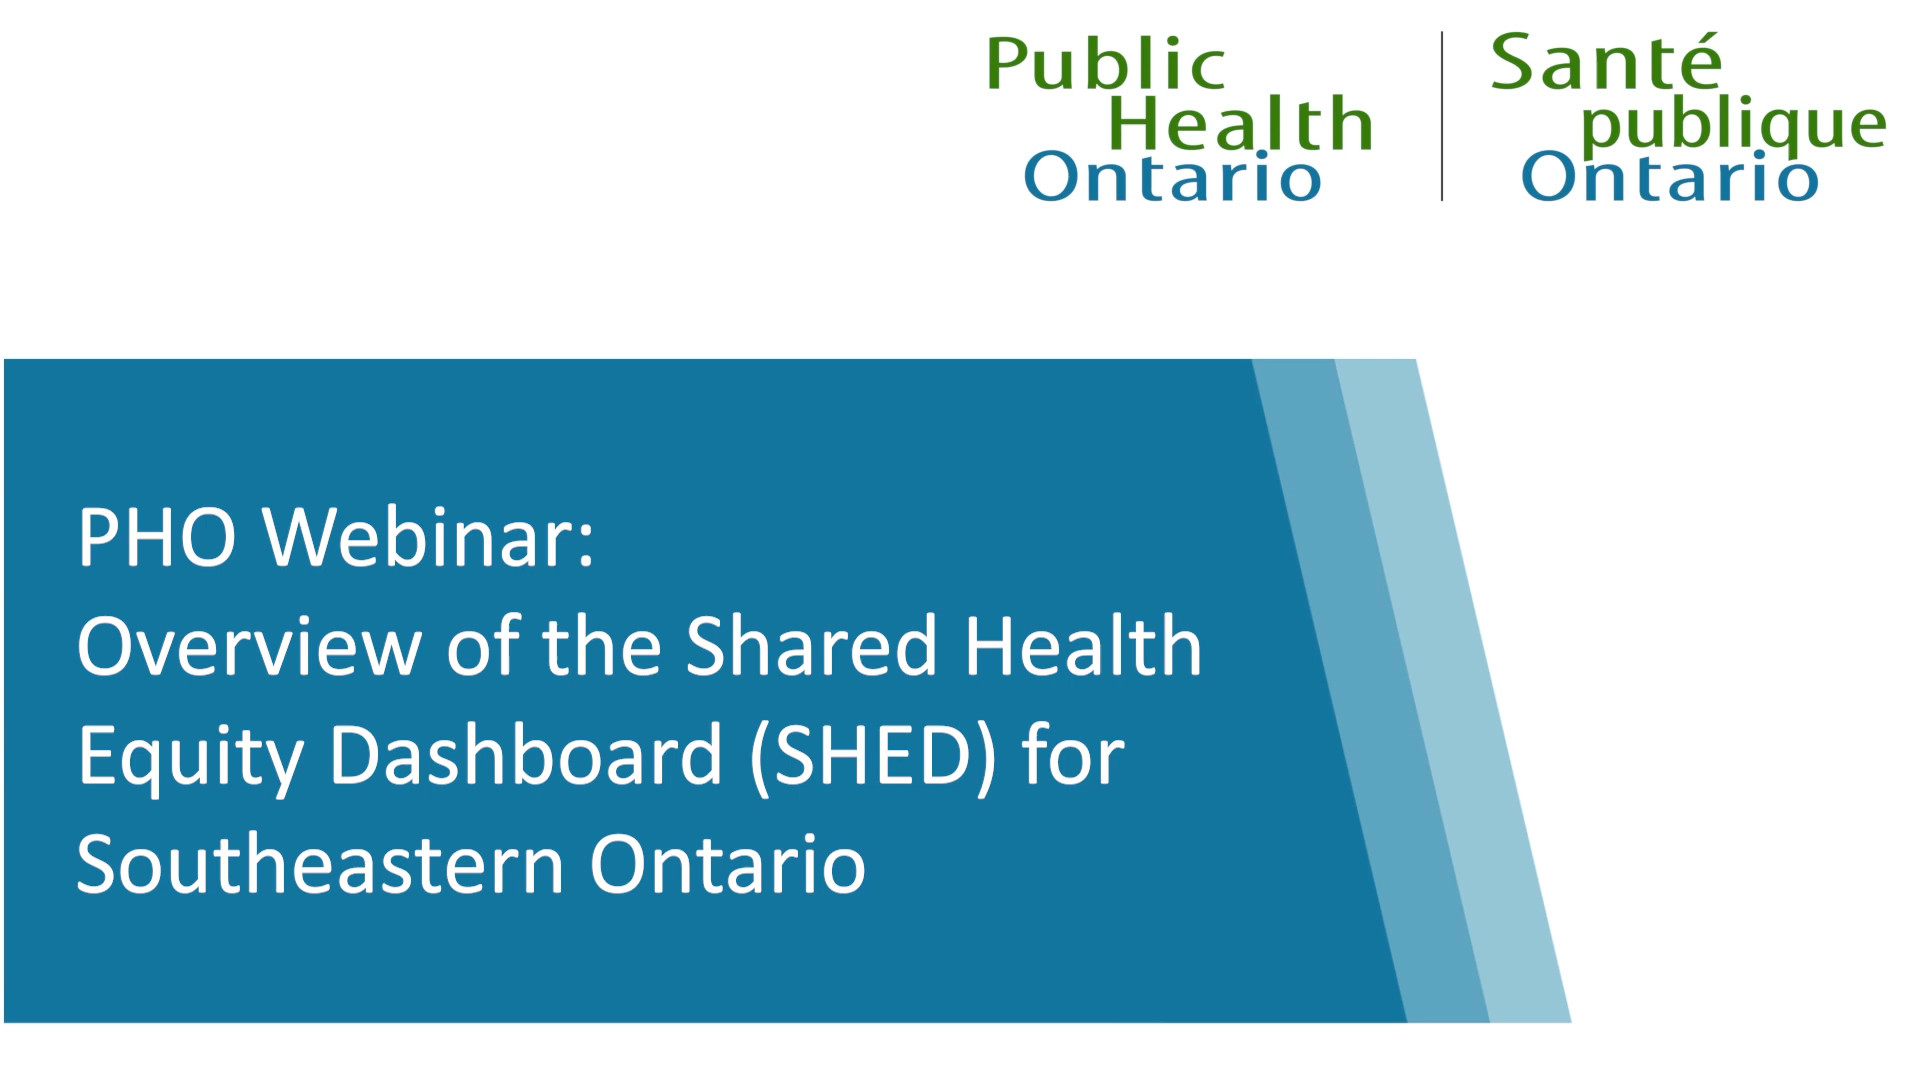 Public
Health
Ontario
Santé
publique
Ontario
PHO Webinar:
Overview of the Shared Health
Equity Dashboard (SHED) for
Southeastern Ontario